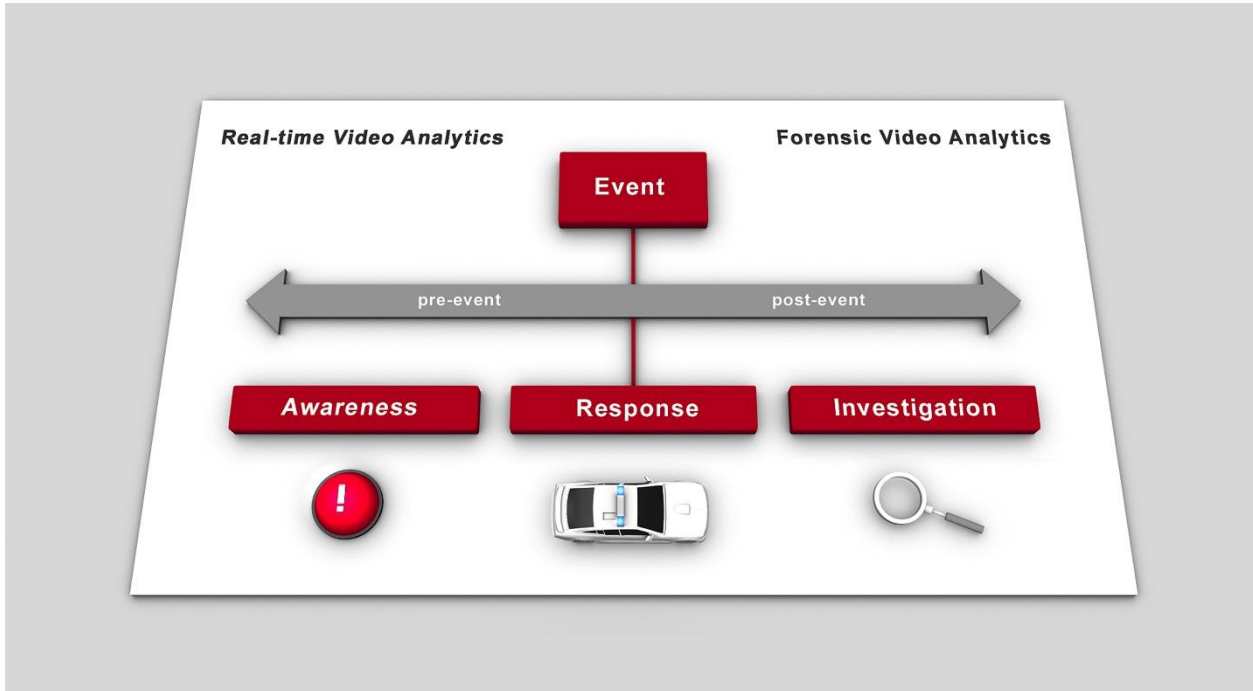 Real-time Video Analytics
Forensic Video Analytics
Event
pre-event
post-event
Awareness
Response
Investigation
!